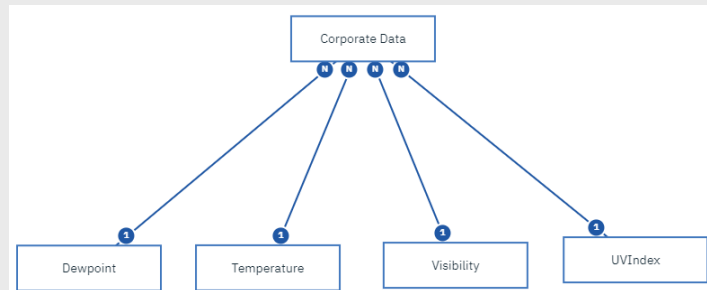 Corporate Data
N N N N
1 1 1 1
Dewpoint
Temperature
Visibility
UVIndex